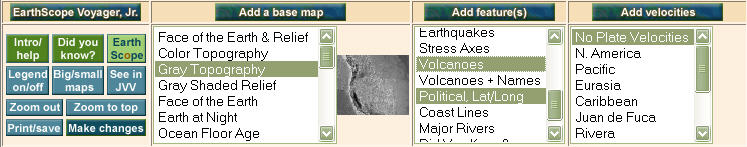 EarthScope Voyager, Jr.
Intro/
help
Did you
know?
Earth
Scope
Legend
on/off
Big/small
maps
See in
JVV
Zoom out
Zoom to top
Print/save
Make changes
Add a base map
Face of the Earth & Relief
Color Topography
Gray Topography
Gray Shaded Relief
Face of the Earth
Earth at Night
Ocean Floor Age
Add feature(s)
Earthquakes
Stress Axes
Volcanoes
Volcanoes + Names
Political, Lat/Long
Coast Lines
Major Rivers
Add velocities
No Plate Velocities
N. America
Pacific
Eurasia
Caribbean
Juan de Fuca
Rivera